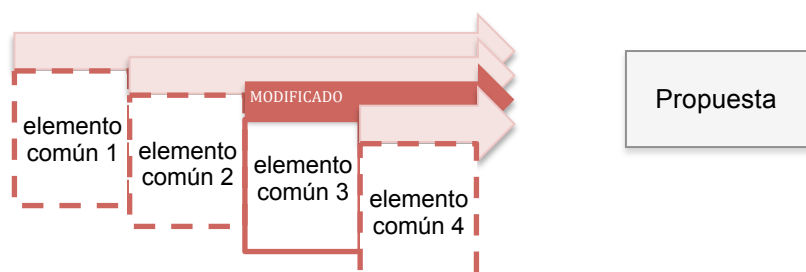 MODIFICADO
elemento
común 1
elemento
común 2
elemento
común 3
elemento
común 4
Propuesta